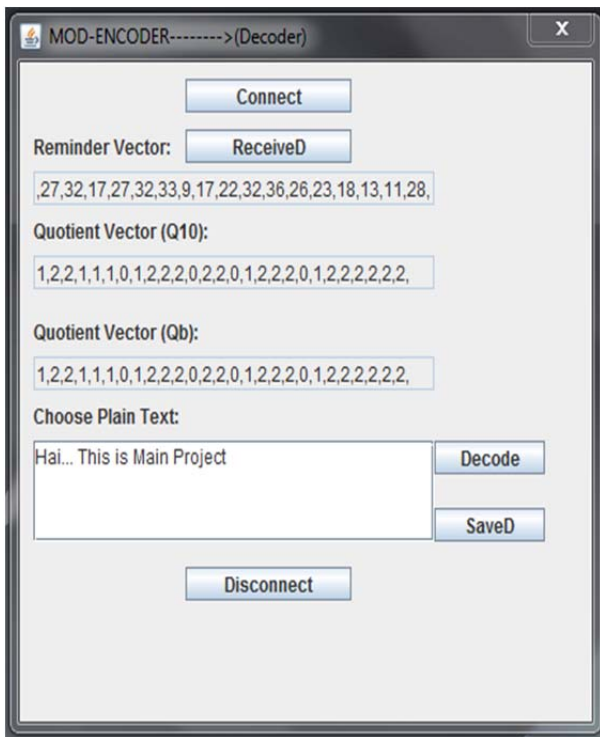 MOD-ENCODER-------->(Decoder)
X
Connect
Reminder Vector: ReceiveD
,27,32,17,27,32,33,9,17,22,32,36,26,23,18,13,11,28,
Quotient Vector (Q10):
1,2,2,1,1,1,0,1,2,2,2,0,2,2,0,1,2,2,2,0,1,2,2,2,2,2,2,
Quotient Vector (Qb):
1,2,2,1,1,1,0,1,2,2,2,0,2,2,0,1,2,2,2,0,1,2,2,2,2,2,2,
Choose Plain Text:
Hai... This is Main Project
Decode
SaveD
Disconnect